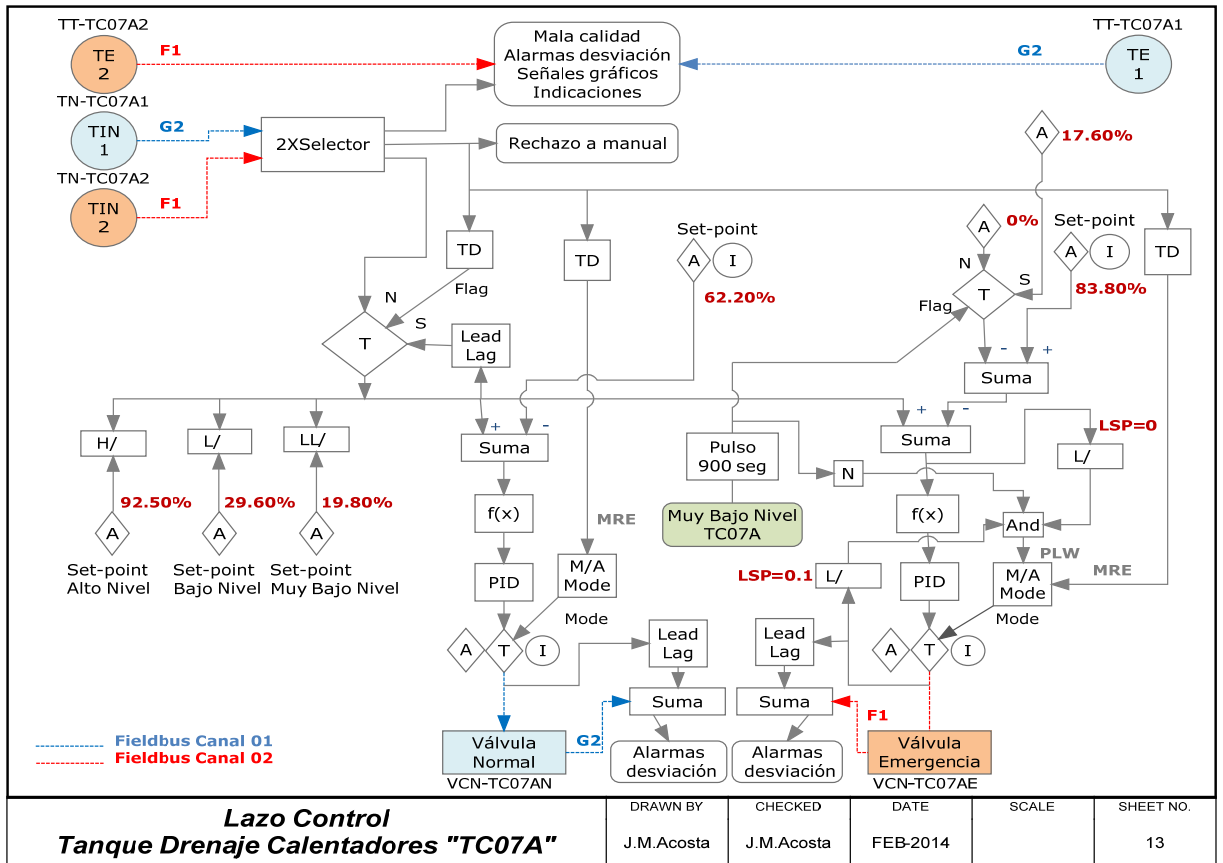 TT-TC07A2
TE
2
F1
TN-TC07A1
TIN
1
G2
TN-TC07A2
TIN
2
F1
2XSelector
Mala calidad
Alarmas desviación
Señales gráficos
Indicaciones
Rechazo a manual
TT-TC07A1
TE
1
G2
A
17.60%
TD
Flag
TD
Set-point
A
I
62.20%
A
0%
N
T
S
Flag
Set-point
A
I
83.80%
TD
N
T
S
Lead
Lag
-
+
Suma
H/
L/
LL/
92.50%
29.60%
19.80%
A
A
A
Set-point
Alto Nivel
Set-point
Bajo Nivel
Set-point
Muy Bajo Nivel
+
-
Suma
f(x)
PID
MRE
M/A
Mode
Mode
A
T
I
Pulso
900 seg
Muy Bajo Nivel
TC07A
N
+
-
Suma
LSP=0
L/
f(x)
And
PLW
LSP=0.1
L/
PID
M/A
Mode
MRE
Mode
A
T
I
Lead
Lag
Suma
Lead
Lag
Suma
G2
F1
Válvula
Normal
VCN-TC07AN
Alarmas
desviación
Alarmas
desviación
Válvula
Emergencia
VCN-TC07AE
Fieldbus Canal 01
Fieldbus Canal 02
Lazo Control
Tanque Drenaje Calentadores "TC07A"
DRAWN BY
J.M.Acosta
CHECKED
J.M.Acosta
DATE
FEB-2014
SCALE
SHEET NO.
13